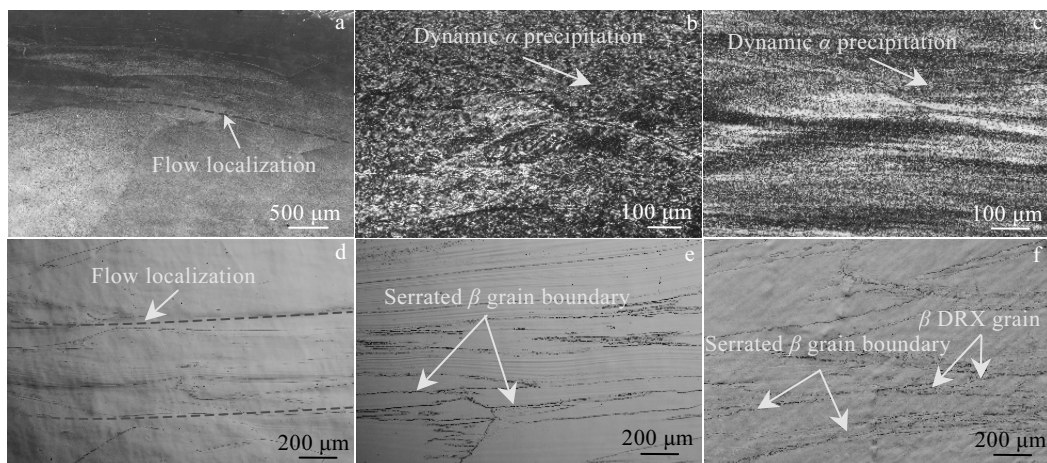 a
Flow localization
500 μm
b
Dynamic α precipitation
100 μm
c
Dynamic α precipitation
100 μm
d
Flow localization
200 μm
e
Serrated β grain boundary
200 μm
f
β DRX grain
Serrated β grain boundary
200 μm